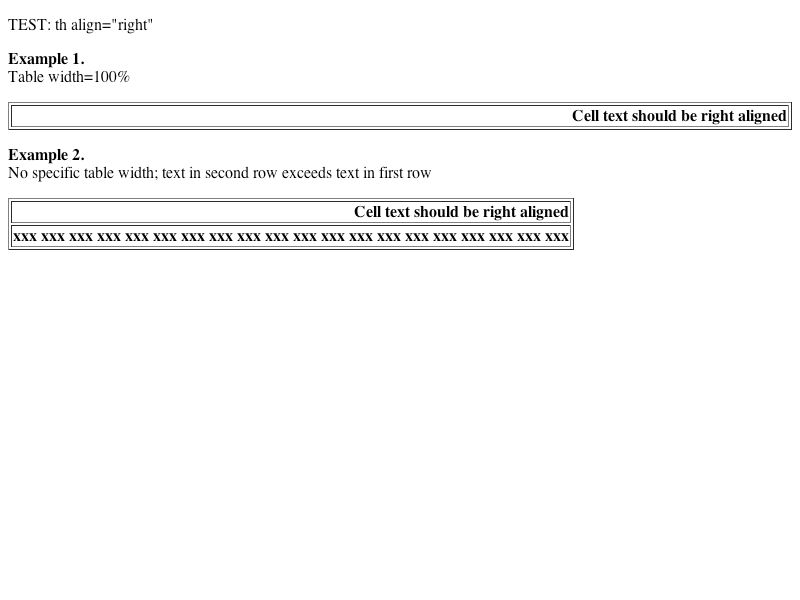 TEST: th align="right"
Example 1.
Table width=100%
Cell text should be right aligned
Example 2.
No specific table width; text in second row exceeds text in first row
Cell text should be right aligned
xxx xxx xxx xxx xxx xxx xxx xxx xxx xxx xxx xxx xxx xxx xxx xxx xxx xxx xxx xxx